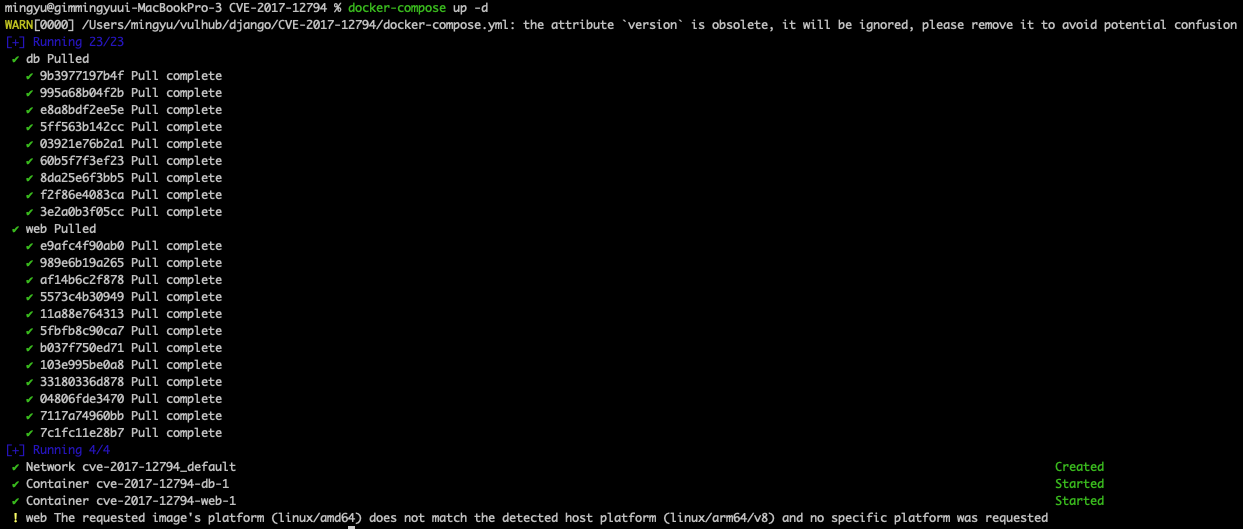 mingyu@gimmingyuui-MacBookPro-3 CVE-2017-12794 % docker-compose up -d
WARN[0000] /Users/mingyu/vulhub/django/CVE-2017-12794/docker-compose.yml: the attribute `version` is obsolete, it will be ignored, please remove it to avoid potential confusion
[+] Running 23/23
✔ db Pulled
✔ 9b3977197b4f Pull complete
✔ 995a68b04f2b Pull complete
✔ e8a8bdf2ee5e Pull complete
✔ 5ff563b142cc Pull complete
✔ 03921e76b2a1 Pull complete
✔ 60b5f7f3ef23 Pull complete
✔ 8da25e6f3bb5 Pull complete
✔ f2f86e4083ca Pull complete
✔ 3e2a0b3f05cc Pull complete
✔ web Pulled
✔ e9afc4f90ab0 Pull complete
✔ 989e6b19a265 Pull complete
✔ af14b6c2f878 Pull complete
✔ 5573c4b30949 Pull complete
✔ 11a88e764313 Pull complete
✔ 5fbfb8c90ca7 Pull complete
✔ b037f750ed71 Pull complete
✔ 103e995be0a8 Pull complete
✔ 33180336d878 Pull complete
✔ 04806fde3470 Pull complete
✔ 7117a74960bb Pull complete
✔ 7c1fc11e28b7 Pull complete
[+] Running 4/4
✔ Network cve-2017-12794_default Created
✔ Container cve-2017-12794-db-1 Started
✔ Container cve-2017-12794-web-1 Started
! web The requested image's platform (linux/amd64) does not match the detected host platform (linux/arm64/v8) and no specific platform was requested